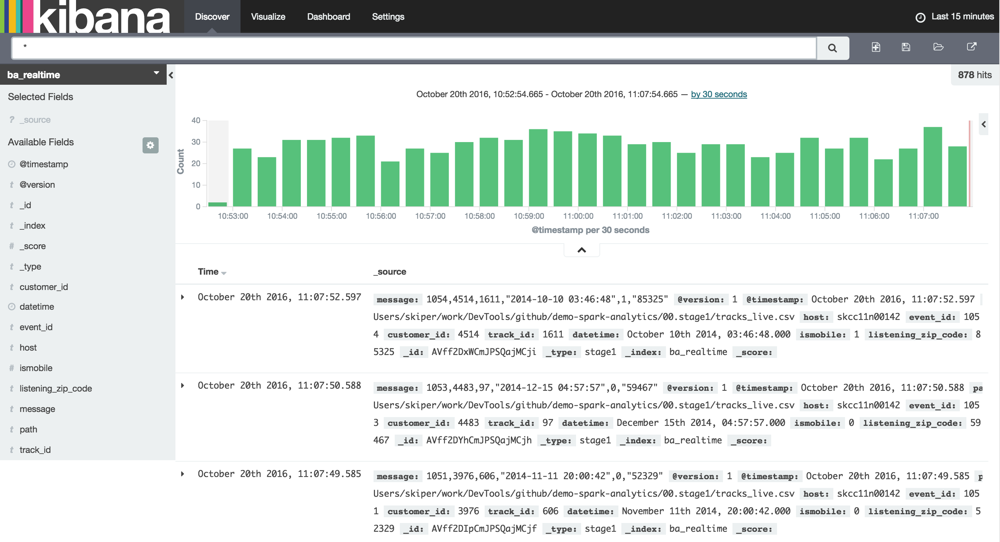 kibana Discover Visualize Dashboard Settings Last 15 minutes
*
ba_realtime
878 hits
Selected Fields
? _source
Available Fields
@timestamp
t @version
t _id
t _index
# _score
t _type
t customer_id
datetime
t event_id
t host
# ismobile
t listening_zip_code
t message
t path
t track_id
October 20th 2016, 10:52:54.665 - October 20th 2016, 11:07:54.665 — by 30 seconds
Count
40
30
20
10
0
10:53:00 10:54:00 10:55:00 10:56:00 10:57:00 10:58:00 10:59:00 11:00:00 11:01:00 11:02:00 11:03:00 11:04:00 11:05:00 11:06:00 11:07:00
@timestamp per 30 seconds
Time _source
October 20th 2016, 11:07:52.597 message: 1054,4514,1611,"2014-10-10 03:46:48",1,"85325" @version: 1 @timestamp: October 20th 2016, 11:07:52.597
Users/skiper/work/DevTools/github/demo-spark-analytics/00.stage1/tracks_live.csv host: skcc11n00142 event_id: 105
4 customer_id: 4514 track_id: 1611 datetime: October 10th 2014, 03:46:48.000 ismobile: 1 listening_zip_code: 8
5325 _id: AVff2DxWCmJPSQajMCji _type: stage1 _index: ba_realtime _score:
October 20th 2016, 11:07:50.588 message: 1053,4483,97,"2014-12-15 04:57:57",0,"59467" @version: 1 @timestamp: October 20th 2016, 11:07:50.588 pa
Users/skiper/work/DevTools/github/demo-spark-analytics/00.stage1/tracks_live.csv host: skcc11n00142 event_id: 105
3 customer_id: 4483 track_id: 97 datetime: December 15th 2014, 04:57:57.000 ismobile: 0 listening_zip_code: 59
467 _id: AVff2DYhCmJPSQajMCjh _type: stage1 _index: ba_realtime _score:
October 20th 2016, 11:07:49.585 message: 1051,3976,606,"2014-11-11 20:00:42",0,"52329" @version: 1 @timestamp: October 20th 2016, 11:07:49.585 p
Users/skiper/work/DevTools/github/demo-spark-analytics/00.stage1/tracks_live.csv host: skcc11n00142 event_id: 105
1 customer_id: 3976 track_id: 606 datetime: November 11th 2014, 20:00:42.000 ismobile: 0 listening_zip_code: 5
2329 _id: AVff2DIpCmJPSQajMCjf _type: stage1 _index: ba_realtime _score: